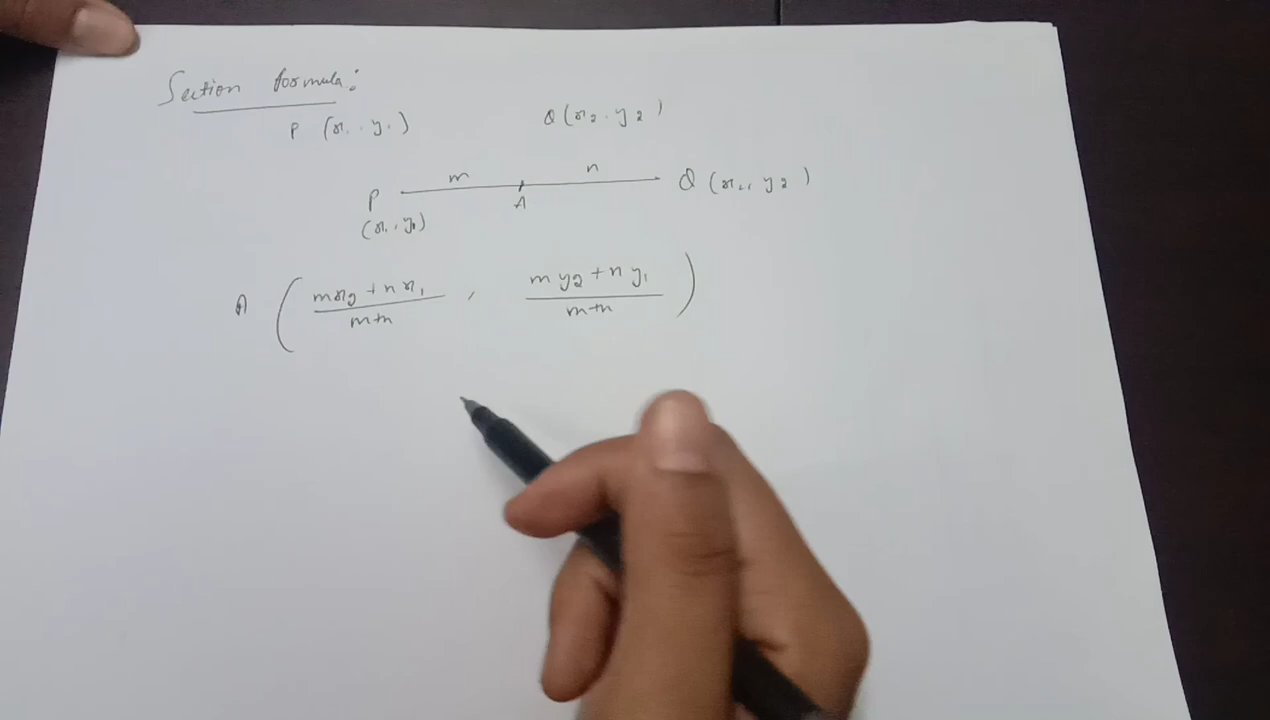 Section formula:
P (x1, y1) Q (x2, y2)
m n
P Q (x2, y2)
A
(x1, y1)
A ( mx2 + nx1 / m+n , my2 + ny1 / m+n )